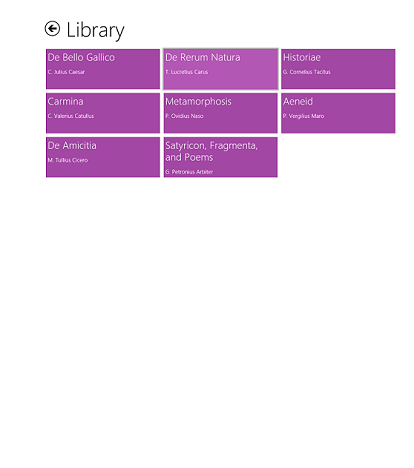 Library
De Bello Gallico
C. Julius Caesar
De Rerum Natura
T. Lucretius Carus
Historiae
G. Cornelius Tacitus
Carmina
C. Valerius Catullus
Metamorphosis
P. Ovidius Naso
Aeneid
P. Vergilius Maro
De Amicitia
M. Tullius Cicero
Satyricon, Fragmenta,
and Poems
G. Petronius Arbiter